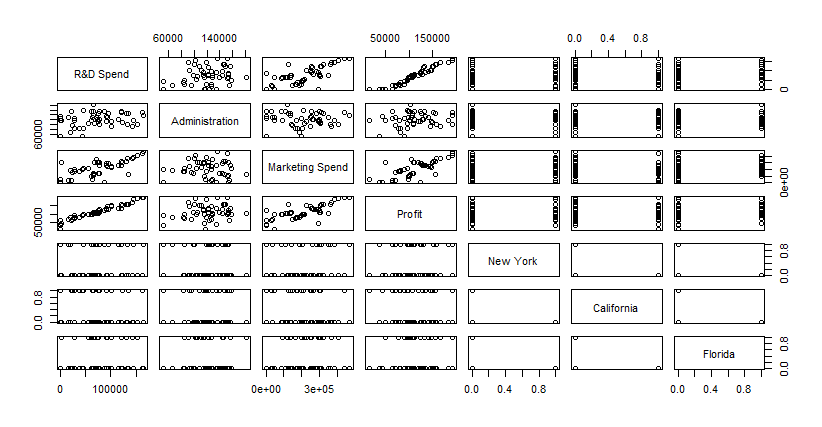 60000 140000 50000 150000 0.0 0.8
R&D Spend 0
60000 Administration
Marketing Spend 0e+00
50000 Profit
New York 0.0 0.8
0.0 0.8 California
Florida 0.0 0.8
0 100000 0e+00 3e+05 0.0 0.4 0.8 0.0 0.4 0.8